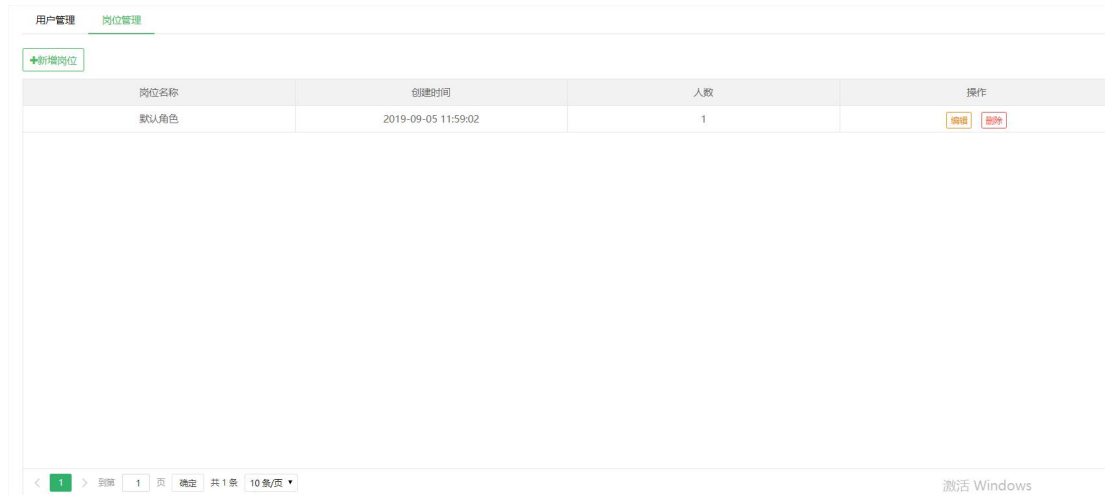 用户管理 岗位管理
+新增岗位
岗位名称 创建时间 人数 操作
默认角色 2019-09-05 11:59:02 1 编辑 删除
< 1 > 到第 1 页 确定 共 1 条 10 条/页
激活 Windows